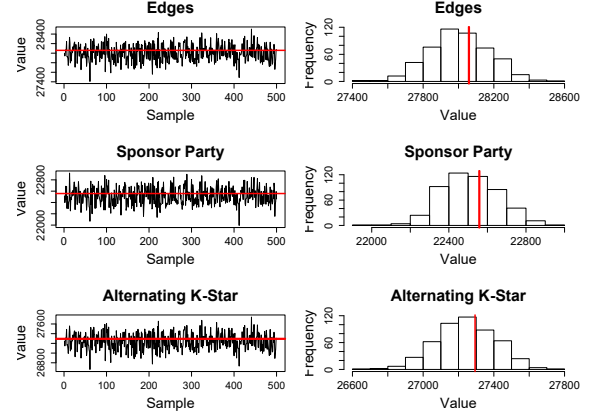 Edges
Edges
Value
27400 28400
0 100 200 300 400 500
Sample
Frequency
0 60 120
27400 27800 28200 28600
Value
Sponsor Party
Sponsor Party
Value
22000 22800
0 100 200 300 400 500
Sample
Frequency
0 60 120
22000 22400 22800
Value
Alternating K-Star
Alternating K-Star
Value
26800 27600
0 100 200 300 400 500
Sample
Frequency
0 60 120
26600 27000 27400 27800
Value